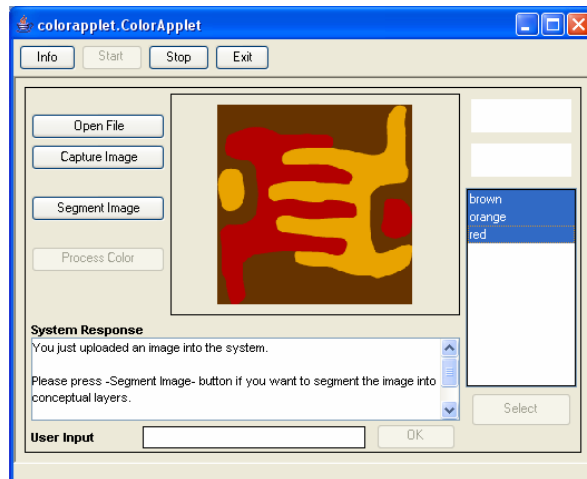 colorapplet.ColorApplet
Info Start Stop Exit
Open File
Capture Image
Segment Image
Process Color
brown
orange
red
System Response
You just uploaded an image into the system.
Please press -Segment Image- button if you want to segment the image into
conceptual layers.
Select
User Input OK